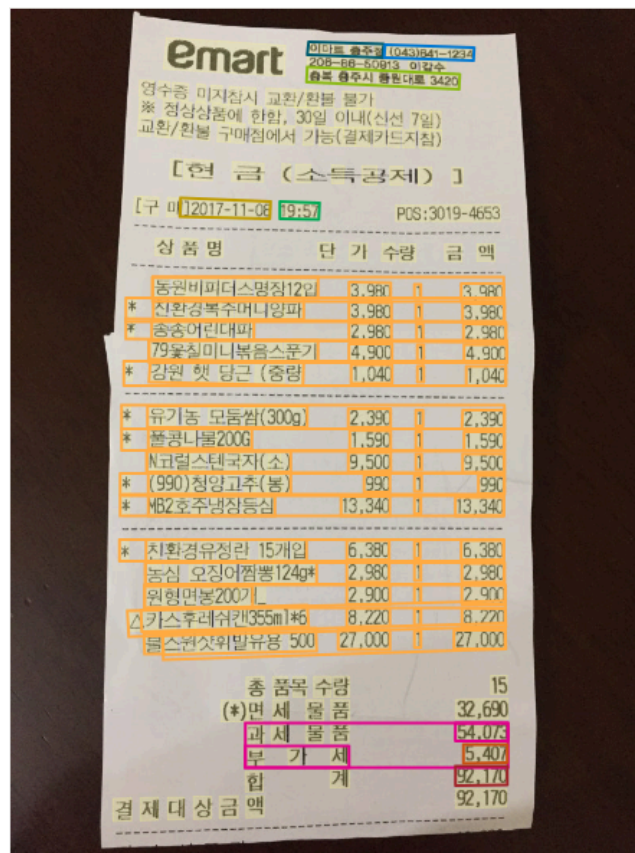 emart
이마트 충주점 (043)841-1234
206-86-50913 이갑수
충북 충주시 충원대로 3420
영수증 미지참시 교환/환불 불가
※ 정상상품에 한함, 30일 이내(신선 7일)
교환/환불 구매점에서 가능(결제카드지참)
[현 금 (소득공제) ]
[구 매]2017-11-06 19:57 POS:3019-4653
상 품 명 단 가 수량 금 액
동원비피더스명장12입 3,980 1 3,980
* 친환경복주머니양파 3,980 1 3,980
* 송송어린대파 2,980 1 2,980
79옻칠미니볶음스푼기 4,900 1 4,900
* 강원 햇 당근 (중량 1,040 1 1,040
* 유기농 모둠쌈(300g) 2,390 1 2,390
* 풀콩나물200G 1,590 1 1,590
N코럴스텐국자(소) 9,500 1 9,500
* (990)청양고추(봉) 990 1 990
* MB2호주냉장등심 13,340 1 13,340
* 친환경유정란 15개입 6,380 1 6,380
농심 오징어짬뽕124g* 2,980 1 2,980
원형면봉200개_ 2,900 1 2,900
△카스후레쉬캔355ml*6 8,220 1 8,220
불스원샷휘발유용 500 27,000 1 27,000
총 품목 수량 15
(*)면 세 물 품 32,690
과 세 물 품 54,073
부 가 세 5,407
합 계 92,170
결 제 대 상 금 액 92,170